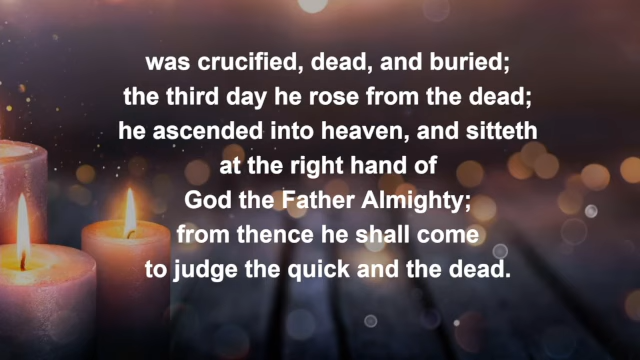 was crucified, dead, and buried;
the third day he rose from the dead;
he ascended into heaven, and sitteth
at the right hand of
God the Father Almighty;
from thence he shall come
to judge the quick and the dead.